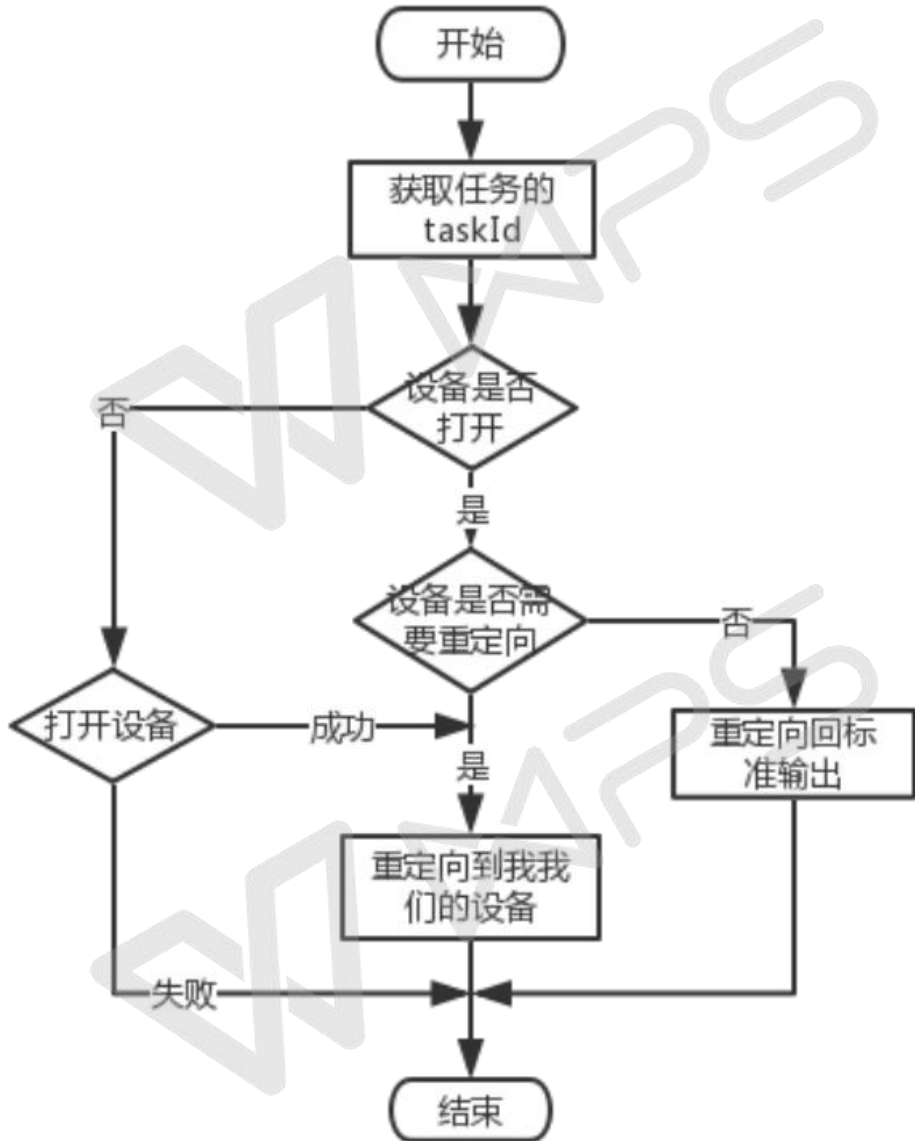 开始
获取任务的
taskId
设备是否
打开
否
是
设备是否需
要重定向
否
打开设备
成功
重定向回标
准输出
是
重定向到我我
们的设备
失败
结束
WPS
WPS